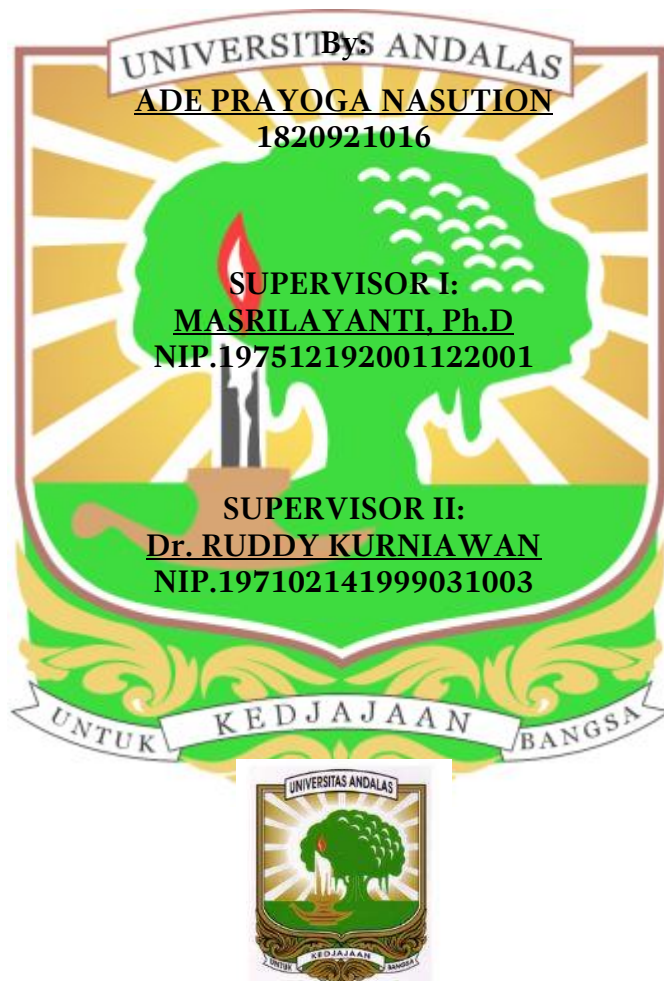 UNIVERSITAS ANDALAS
By:
ADE PRAYOGA NASUTION
1820921016
SUPERVISOR I:
MASRILAYANTI, Ph.D
NIP.197512192001122001
SUPERVISOR II:
Dr. RUDDY KURNIAWAN
NIP.197102141999031003
UNTUK KEDJAJAAN BANGSA
UNIVERSITAS ANDALAS
UNTUK KEDJAJAAN BANGSA